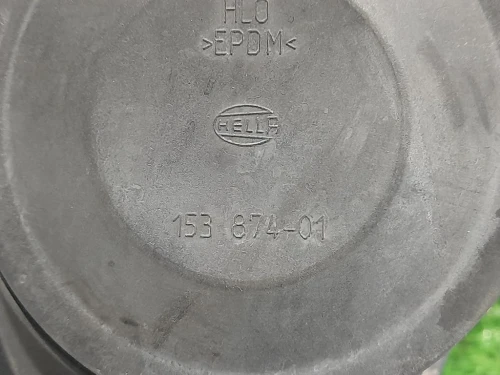 HLO
>EPDM<
HELLA
153 874-01